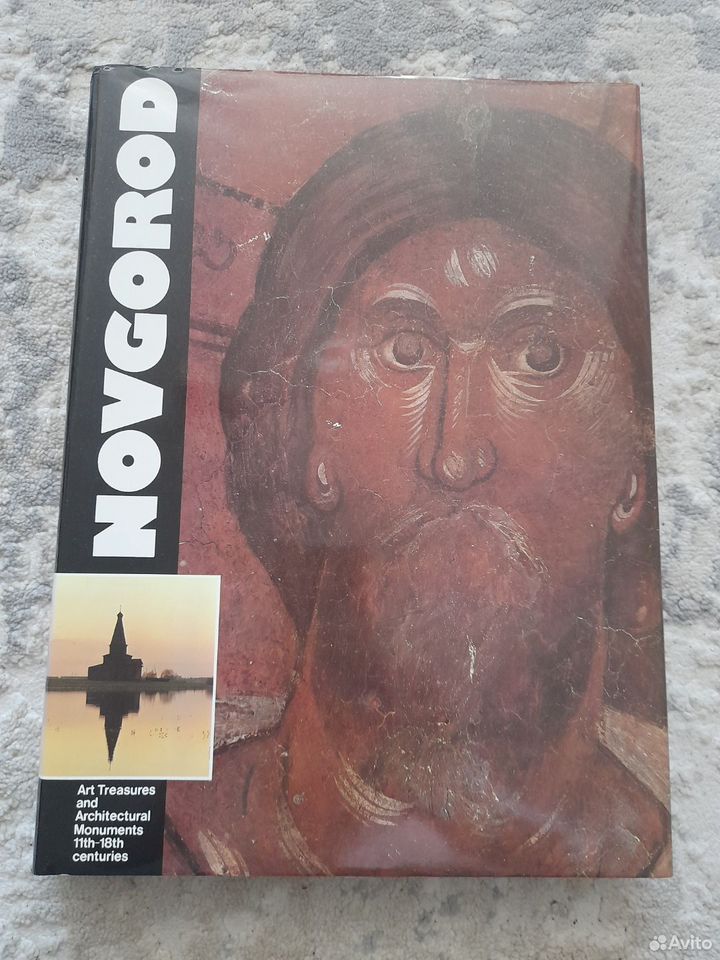 NOVGOROD
Art Treasures
and
Architectural
Monuments
11th-18th
centuries
Avito